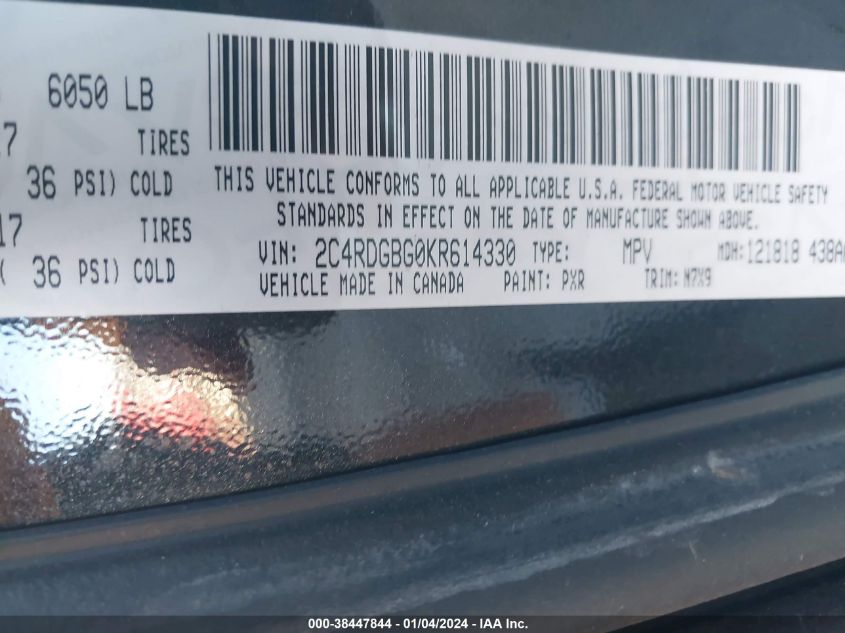 6050 LB
17 TIRES
36 PSI) COLD
17 TIRES
( 36 PSI) COLD
THIS VEHICLE CONFORMS TO ALL APPLICABLE U.S.A. FEDERAL MOTOR VEHICLE SAFETY
STANDARDS IN EFFECT ON THE DATE OF MANUFACTURE SHOWN ABOVE.
VIN: 2C4RDGBG0KR614330 TYPE: MPV MDH:121818 438A
VEHICLE MADE IN CANADA PAINT: PXR TRIM: N7X9
000-38447844 - 01/04/2024 - IAA Inc.